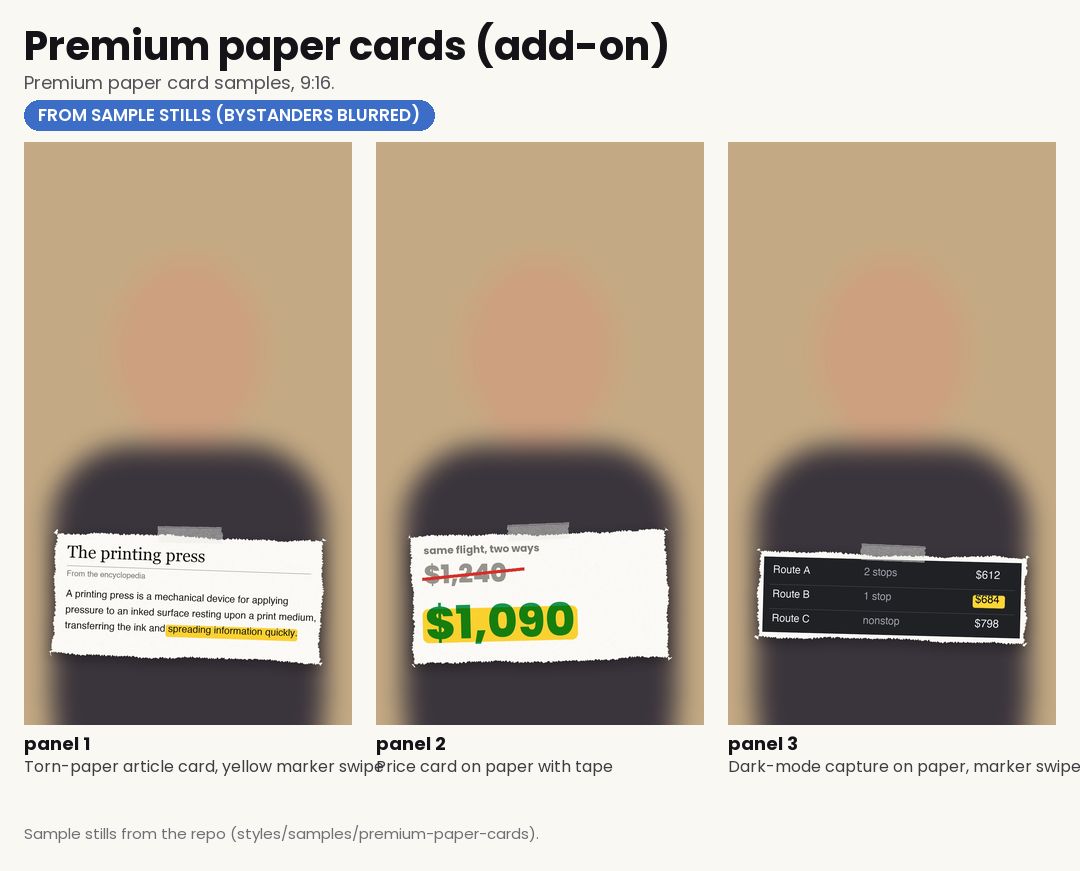 Premium paper cards (add-on)
Premium paper card samples, 9:16.
FROM SAMPLE STILLS (BYSTANDERS BLURRED)
The printing press
From the encyclopedia
A printing press is a mechanical device for applying
pressure to an inked surface resting upon a print medium,
transferring the ink and spreading information quickly.
same flight, two ways
$1,240
$1,090
Route A 2 stops $612
Route B 1 stop $684
Route C nonstop $798
panel 1
Torn-paper article card, yellow marker swipe
panel 2
Price card on paper with tape
panel 3
Dark-mode capture on paper, marker swipe
Sample stills from the repo (styles/samples/premium-paper-cards).